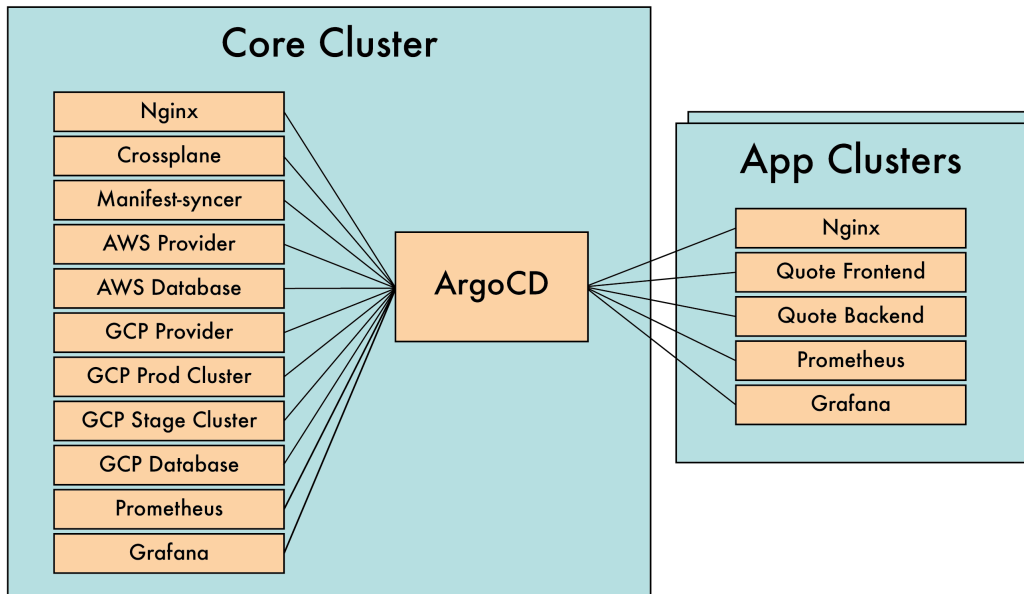 Core Cluster
Nginx
Crossplane
Manifest-syncer
AWS Provider
AWS Database
GCP Provider
GCP Prod Cluster
GCP Stage Cluster
GCP Database
Prometheus
Grafana
ArgoCD
App Clusters
Nginx
Quote Frontend
Quote Backend
Prometheus
Grafana